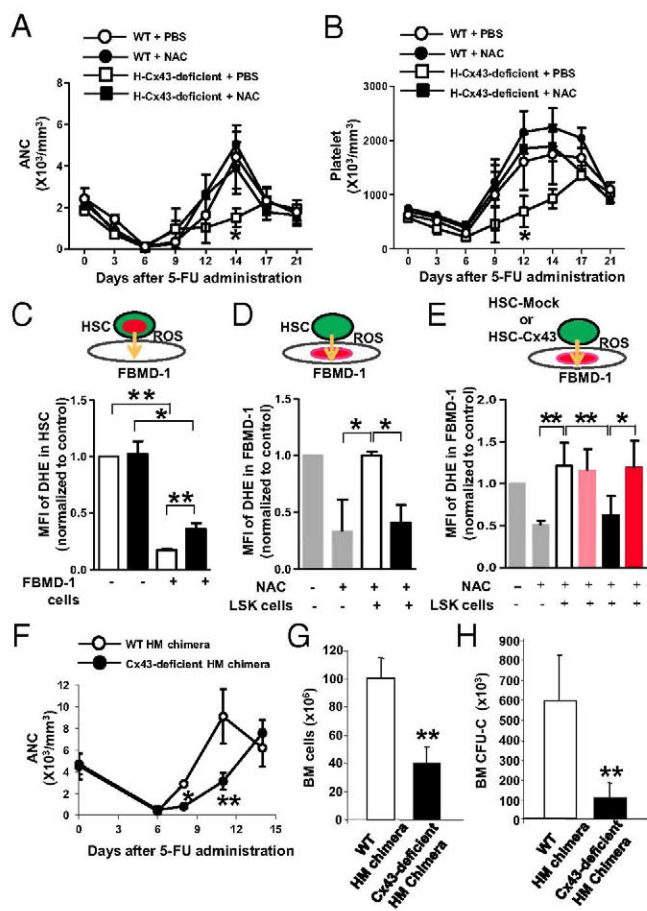 A
WT + PBS
WT + NAC
H-Cx43-deficient + PBS
H-Cx43-deficient + NAC
ANC
(X10³/mm³)
6
4
2
0
0 3 6 9 12 14 17 21
*
Days after 5-FU administration
B
WT + PBS
WT + NAC
H-Cx43-deficient + PBS
H-Cx43-deficient + NAC
Platelet
(X10³/mm³)
3000
2000
1000
0
0 3 6 9 12 14 17 21
*
Days after 5-FU administration
C
HSC
ROS
FBMD-1
MFI of DHE in HSC
(normalized to control)
1.5
1.0
0.5
0.0
**
*
**
FBMD-1
cells
- - + +
D
HSC
ROS
FBMD-1
MFI of DHE in FBMD-1
(normalized to control)
1.5
1.0
0.5
0.0
* *
NAC - + + +
LSK cells - - + +
E
HSC-Mock
or
HSC-Cx43
ROS
FBMD-1
MFI of DHE in FBMD-1
(normalized to control)
2.0
1.5
1.0
0.5
0.0
** ** *
NAC – + + + + +
LSK cells - - + + + +
F
WT HM chimera
Cx43-deficient HM chimera
ANC
(X10³/mm³)
12
10
8
6
4
2
0
0 3 6 9 12 15
* **
Days after 5-FU administration
G
BM cells (x10⁶)
120
100
80
60
40
20
0
**
WT
HM chimera
Cx43-deficient
HM Chimera
H
BM CFU-C (x10³)
900
800
700
600
500
400
300
200
100
0
**
WT
HM chimera
Cx43-deficient
HM Chimera